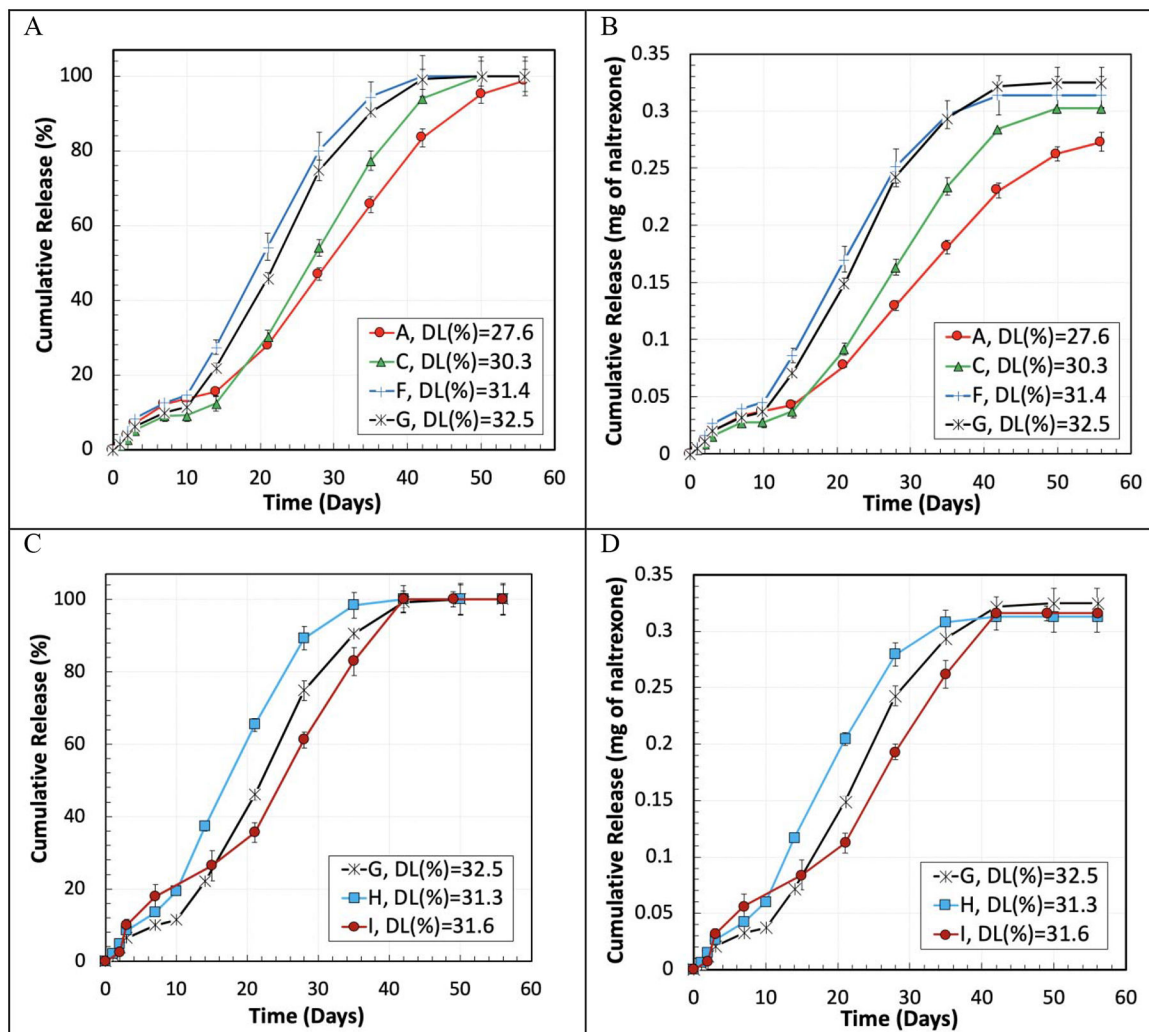 A
Cumulative Release (%)
100
80
60
40
20
0
0 10 20 30 40 50 60
Time (Days)
A, DL(%)=27.6
C, DL(%)=30.3
F, DL(%)=31.4
G, DL(%)=32.5
B
Cumulative Release (mg of naltrexone)
0.35
0.3
0.25
0.2
0.15
0.1
0.05
0
0 10 20 30 40 50 60
Time (Days)
A, DL(%)=27.6
C, DL(%)=30.3
F, DL(%)=31.4
G, DL(%)=32.5
C
Cumulative Release (%)
100
80
60
40
20
0
0 10 20 30 40 50 60
Time (Days)
G, DL(%)=32.5
H, DL(%)=31.3
I, DL(%)=31.6
D
Cumulative Release (mg of naltrexone)
0.35
0.3
0.25
0.2
0.15
0.1
0.05
0
0 10 20 30 40 50 60
Time (Days)
G, DL(%)=32.5
H, DL(%)=31.3
I, DL(%)=31.6